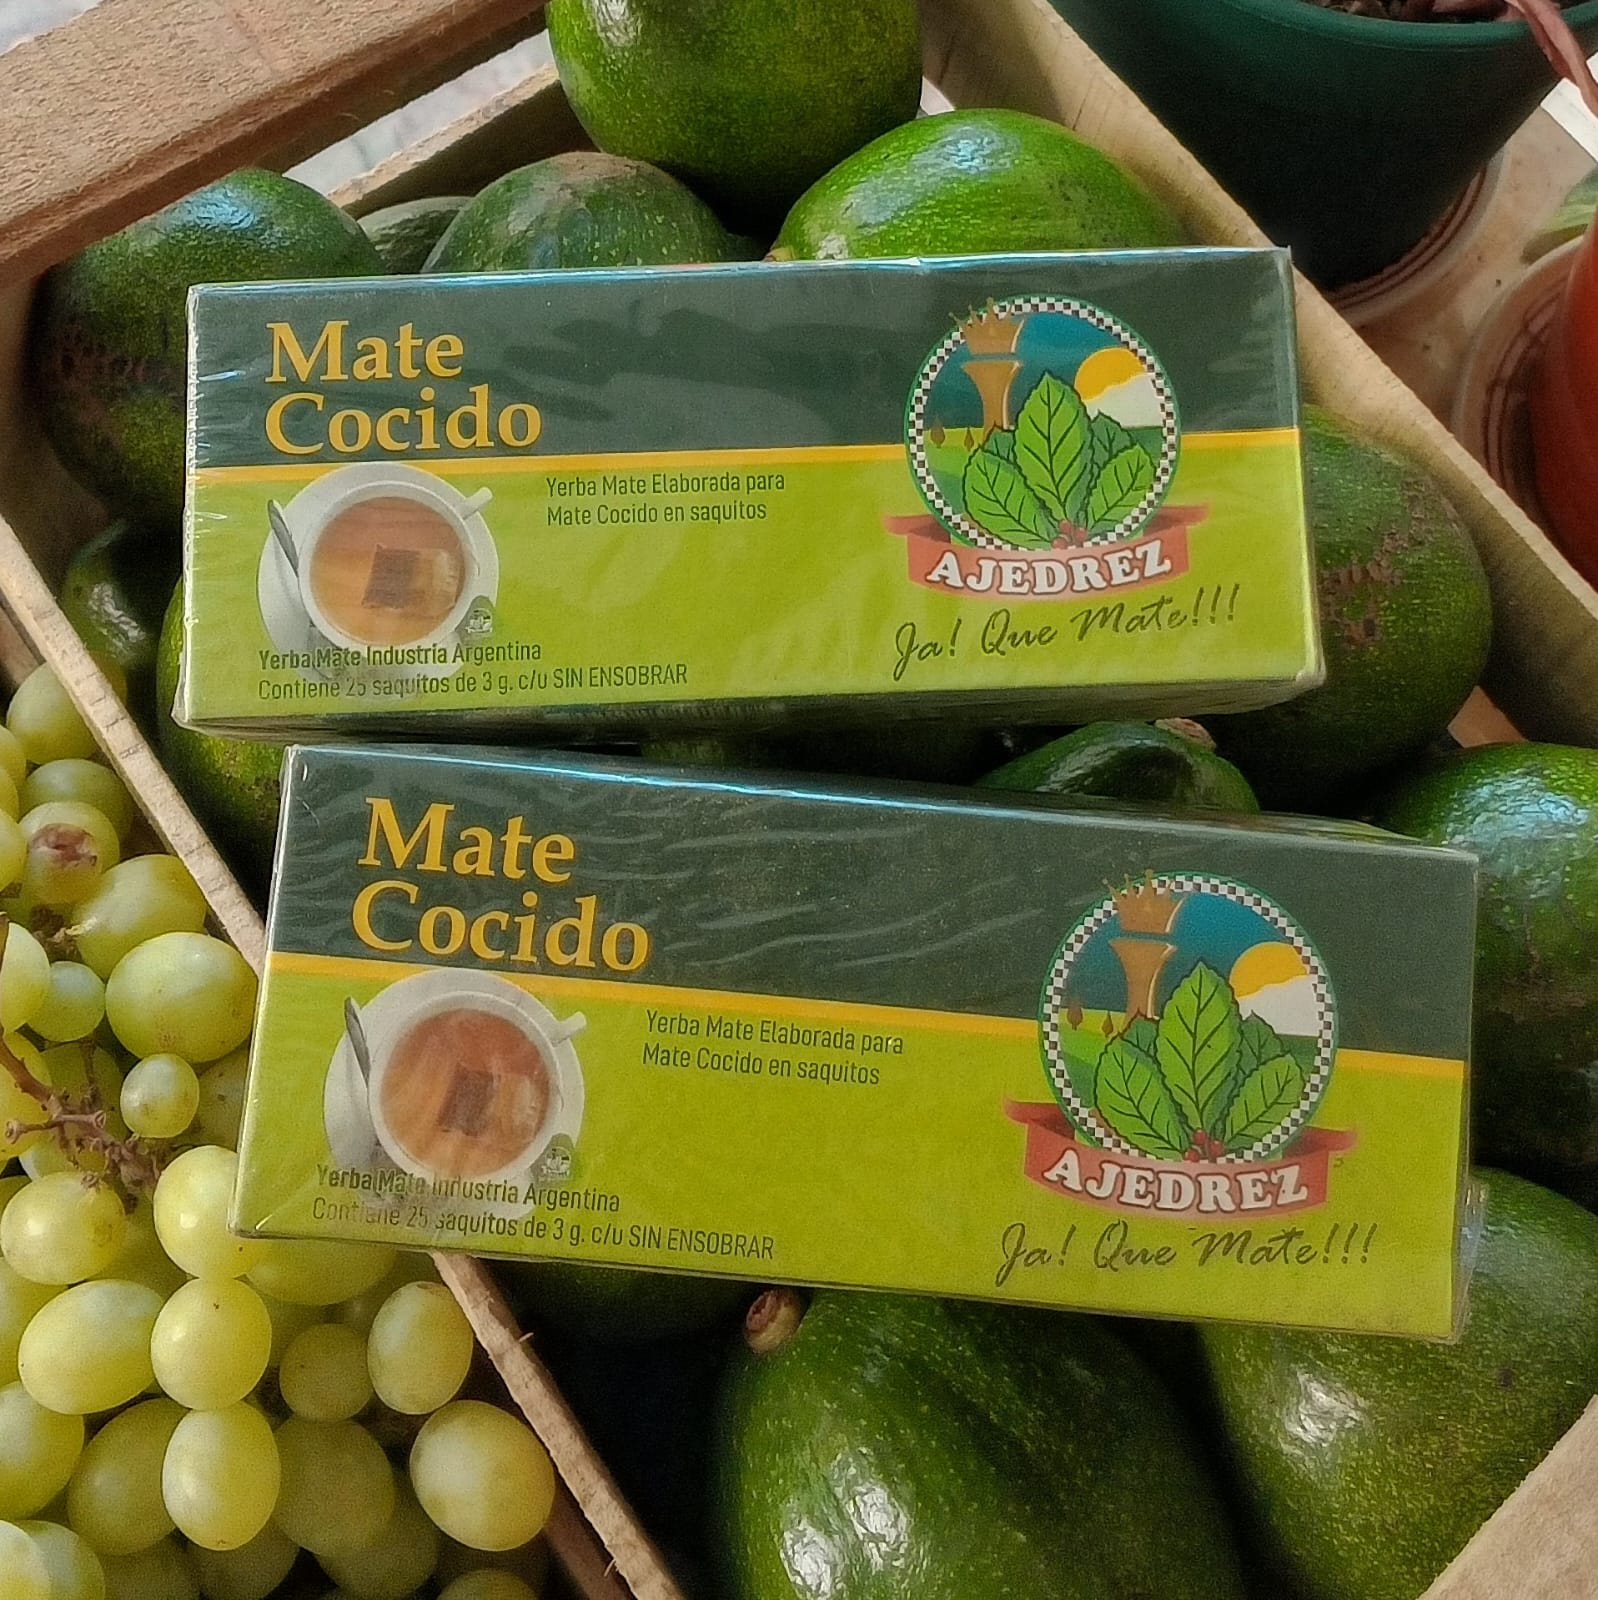 Mate
Cocido
Yerba Mate Elaborada para
Mate Cocido en saquitos
AJEDREZ
Ja! Que Mate!!!
Yerba Mate Industria Argentina
Contiene 25 saquitos de 3 g. c/u SIN ENSOBRAR
Mate
Cocido
Yerba Mate Elaborada para
Mate Cocido en saquitos
AJEDREZ
Ja! Que Mate!!!
Yerba Mate Industria Argentina
Contiene 25 saquitos de 3 g. c/u SIN ENSOBRAR